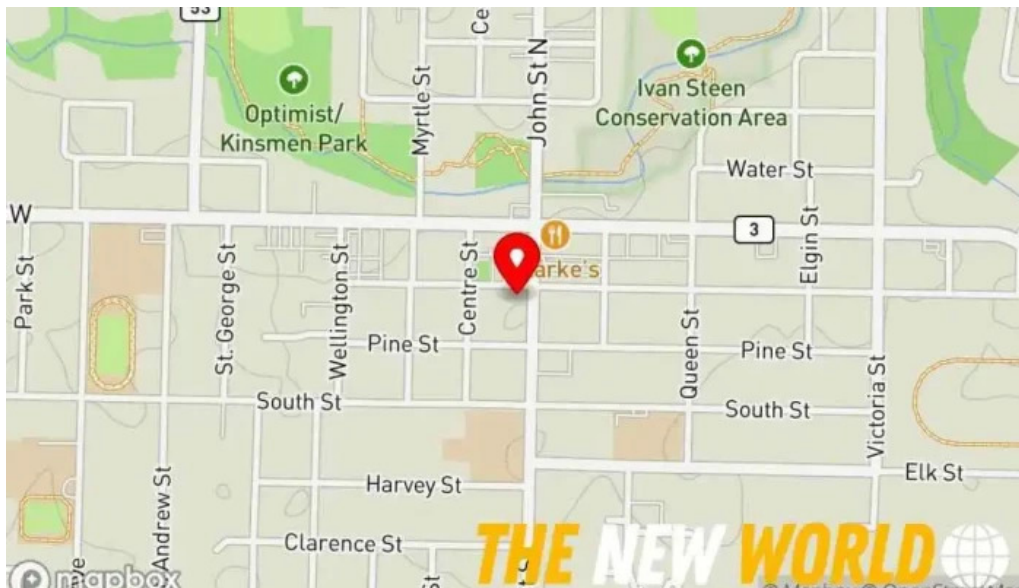 53
Ce
Ivan Steen
Conservation Area
Optimist/
Kinsmen Park
Myrtle St
John St N
Water St
W
3
Elgin St
Park St
St. George St
Wellington St
Centre St
arke's
Pine St
Pine St
Queen St
Victoria St
South St
South St
Elk St
Harvey St
Andrew St
Clarence St
THE NEW WORLD
mapbox